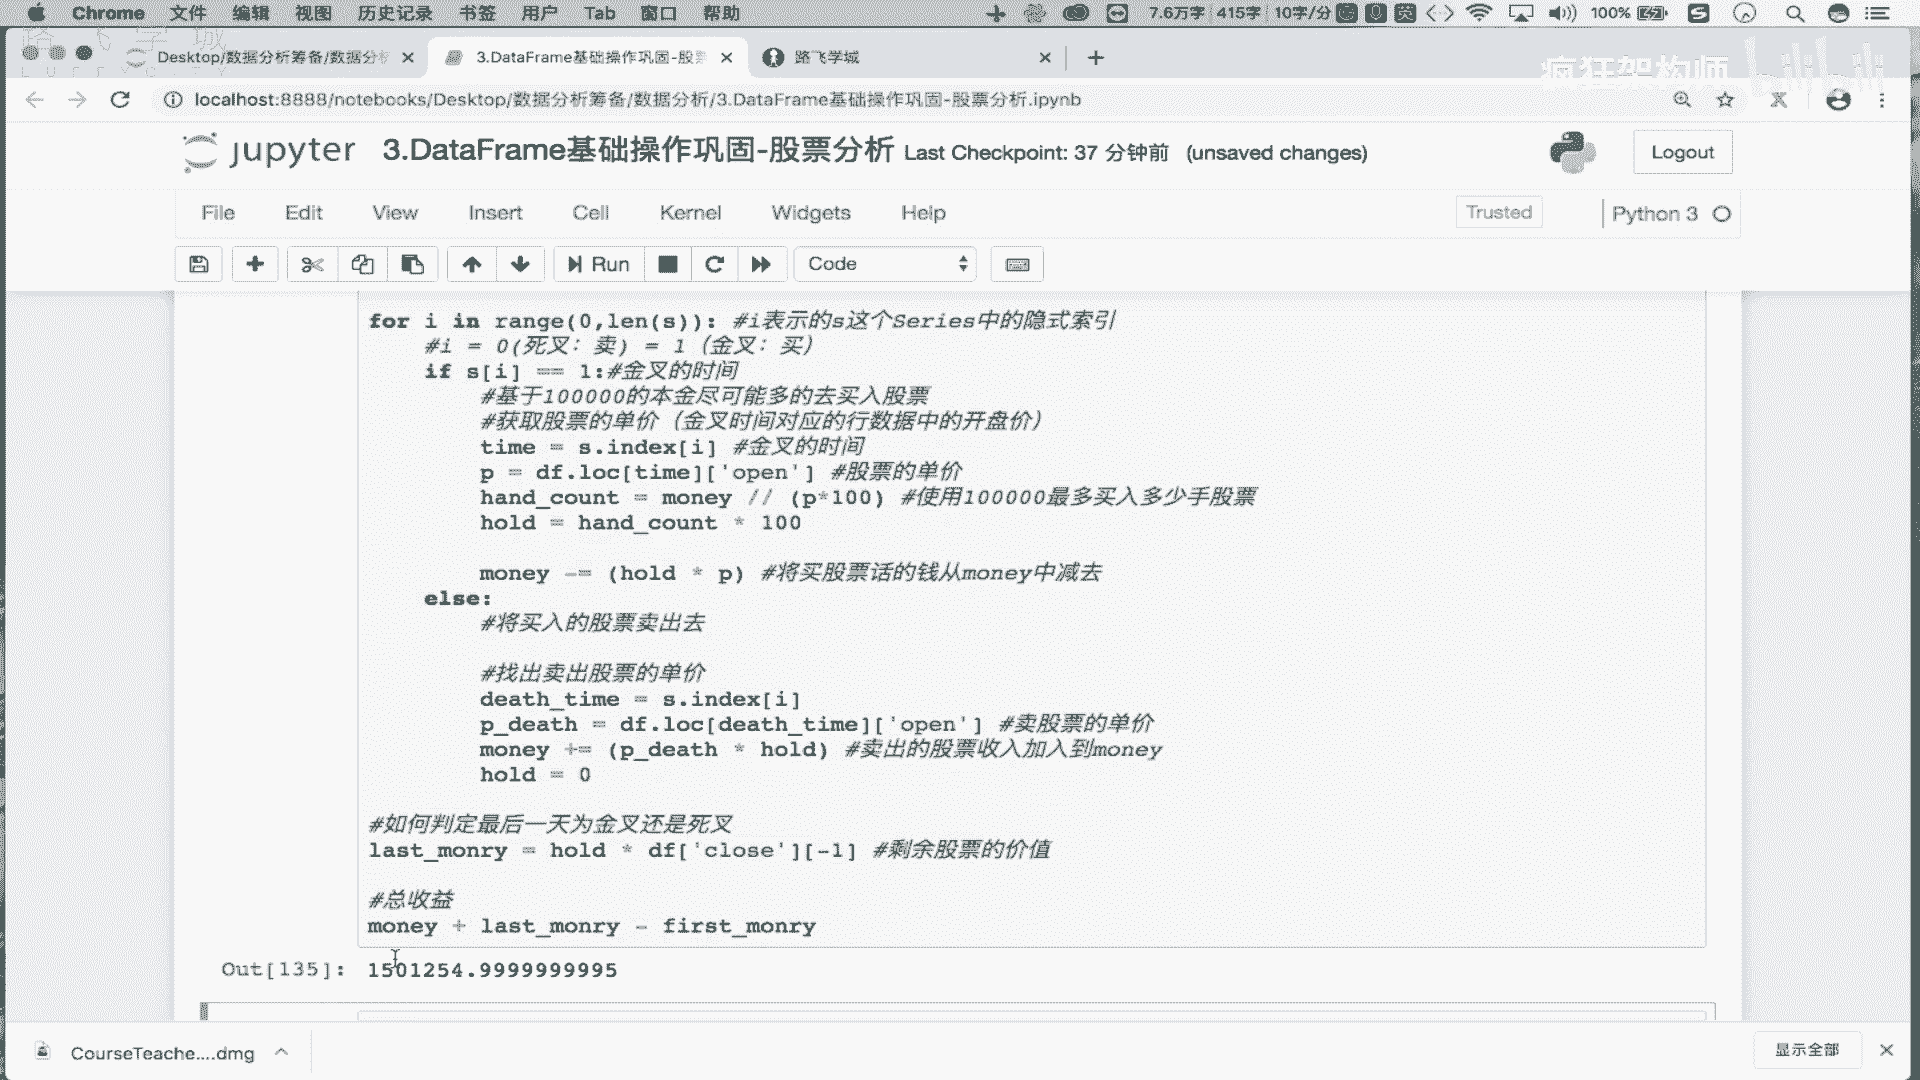 Chrome 文件 编辑 视图 历史记录 书签 用户 Tab 窗口 帮助 7.6万字 415字 10字/分 英 100%
Desktop/数据分析筹备/数据分析 3.DataFrame基础操作巩固-股票 路飞学城
疯狂架构师 bilibili
localhost:8888/notebooks/Desktop/数据分析筹备/数据分析/3.DataFrame基础操作巩固-股票分析.ipynb
jupyter 3.DataFrame基础操作巩固-股票分析 Last Checkpoint: 37 分钟前 (unsaved changes) Logout
File Edit View Insert Cell Kernel Widgets Help Trusted Python 3
Run Code
for i in range(0,len(s)): #i表示的s这个Series中的隐式索引
#i = 0(死叉：卖) = 1（金叉：买）
if s[i] == 1:#金叉的时间
#基于100000的本金尽可能多的去买入股票
#获取股票的单价（金叉时间对应的行数据中的开盘价）
time = s.index[i] #金叉的时间
p = df.loc[time]['open'] #股票的单价
hand_count = money // (p*100) #使用100000最多买入多少手股票
hold = hand_count * 100
money -= (hold * p) #将买股票话的钱从money中减去
else:
#将买入的股票卖出去
#找出卖出股票的单价
death_time = s.index[i]
p_death = df.loc[death_time]['open'] #卖股票的单价
money += (p_death * hold) #卖出的股票收入加入到money
hold = 0
#如何判定最后一天为金叉还是死叉
last_monry = hold * df['close'][-1] #剩余股票的价值
#总收益
money + last_monry - first_monry
Out[135]: 1501254.9999999995
CourseTeache....dmg 显示全部